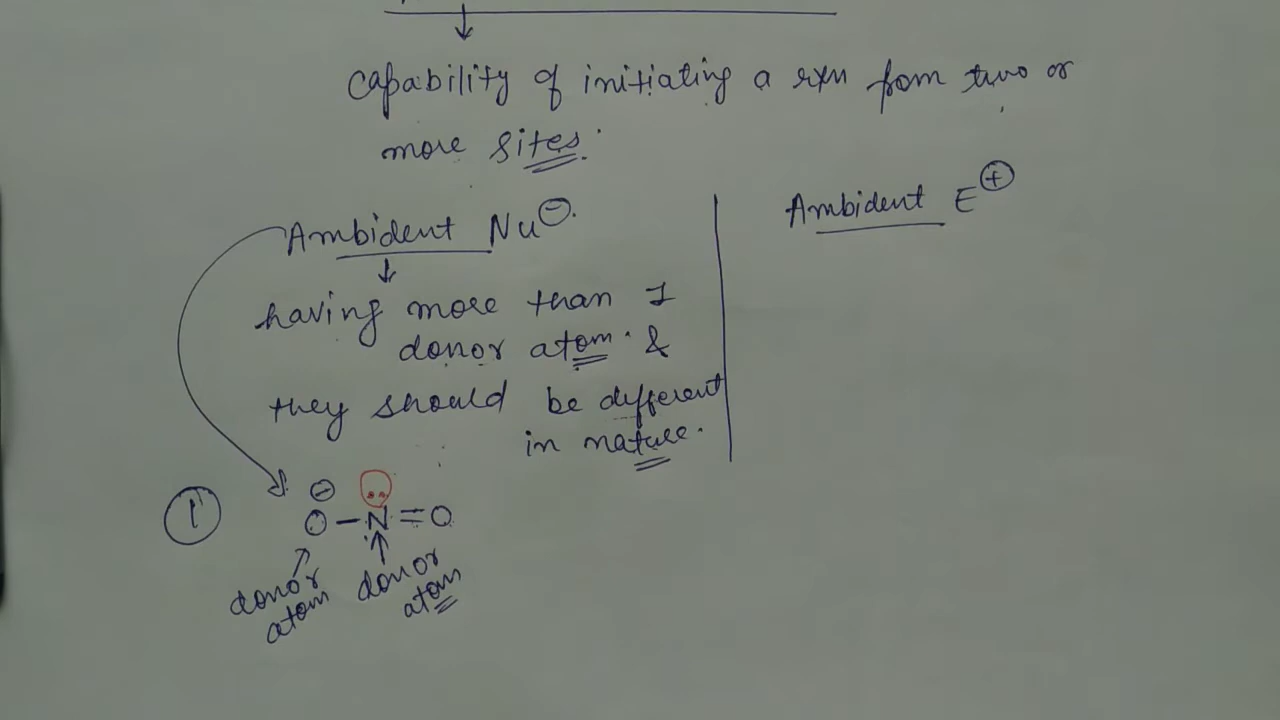 Capability of initiating a rxn from two or
more sites.
Ambident Nu⊖.
having more than 1
donor atom. &
they should be different
in nature.
Ambident E⊕
① ⊖
O–N̈=O
donor atom
donor atom